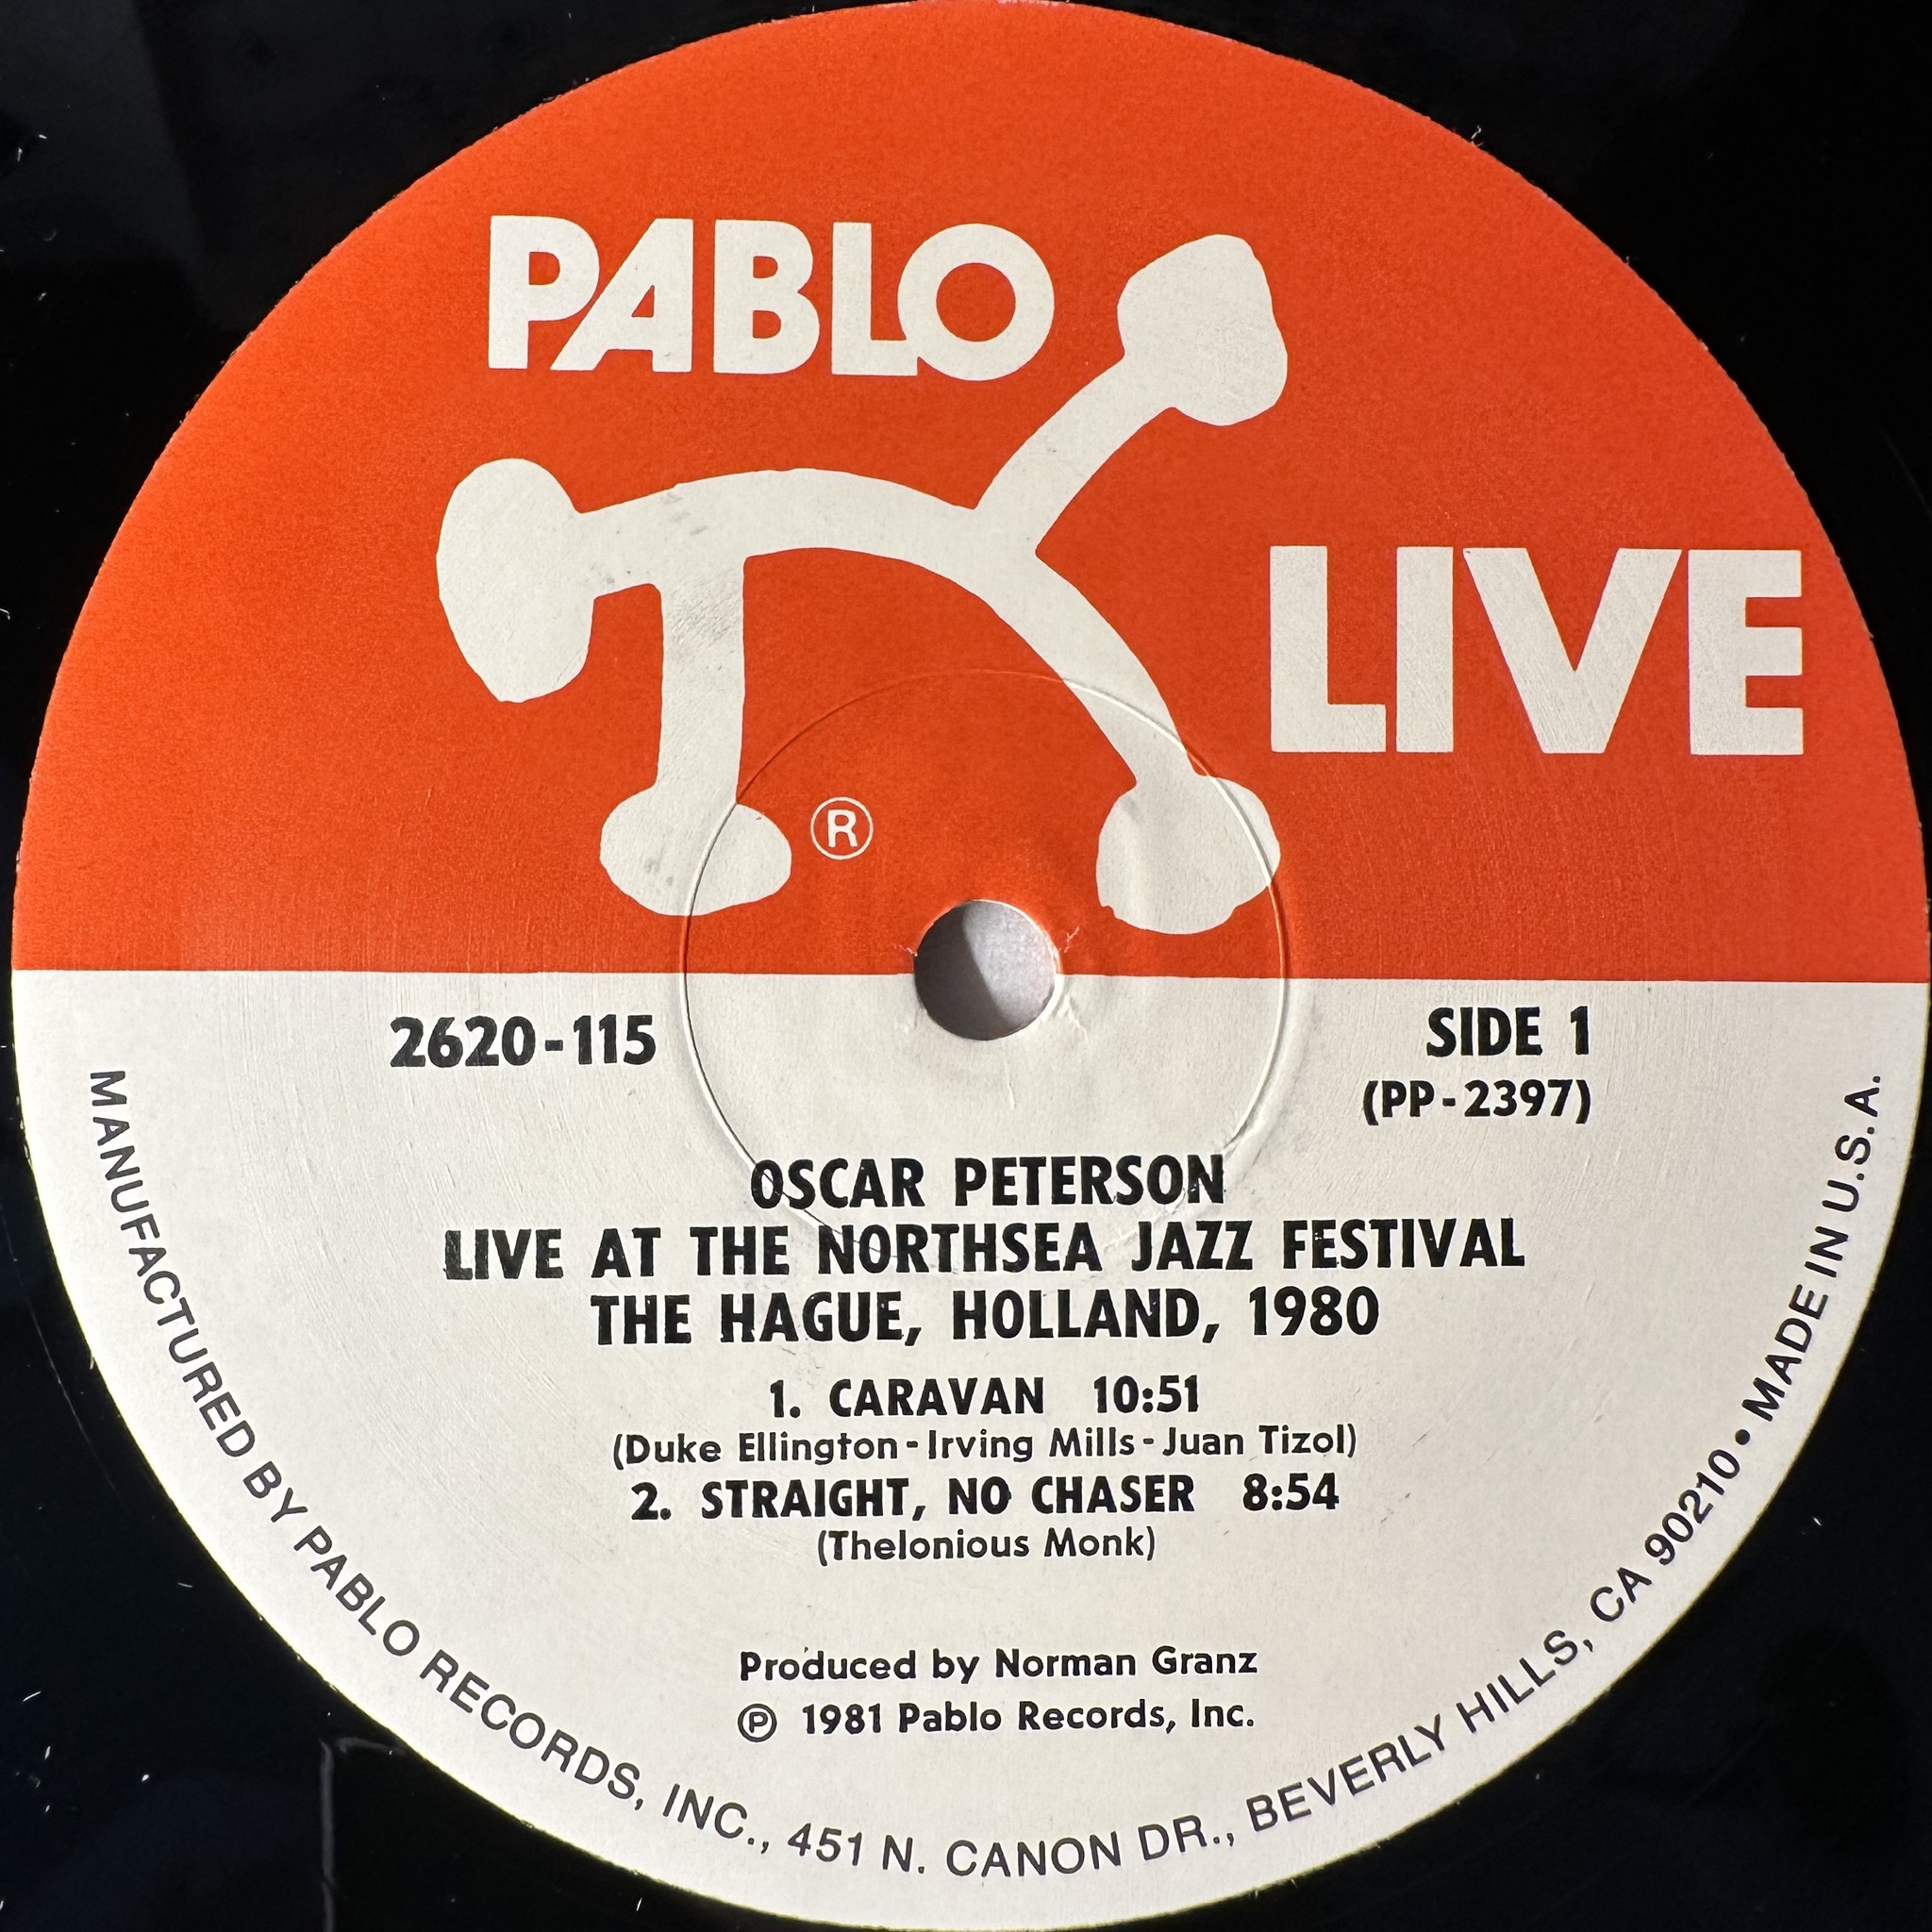 PABLO
LIVE
®
2620-115
SIDE 1
(PP-2397)
OSCAR PETERSON
LIVE AT THE NORTHSEA JAZZ FESTIVAL
THE HAGUE, HOLLAND, 1980
1. CARAVAN 10:51
(Duke Ellington-Irving Mills-Juan Tizol)
2. STRAIGHT, NO CHASER 8:54
(Thelonious Monk)
Produced by Norman Granz
℗ 1981 Pablo Records, Inc.
MANUFACTURED BY PABLO RECORDS, INC., 451 N. CANON DR., BEVERLY HILLS, CA 90210 • MADE IN U.S.A.